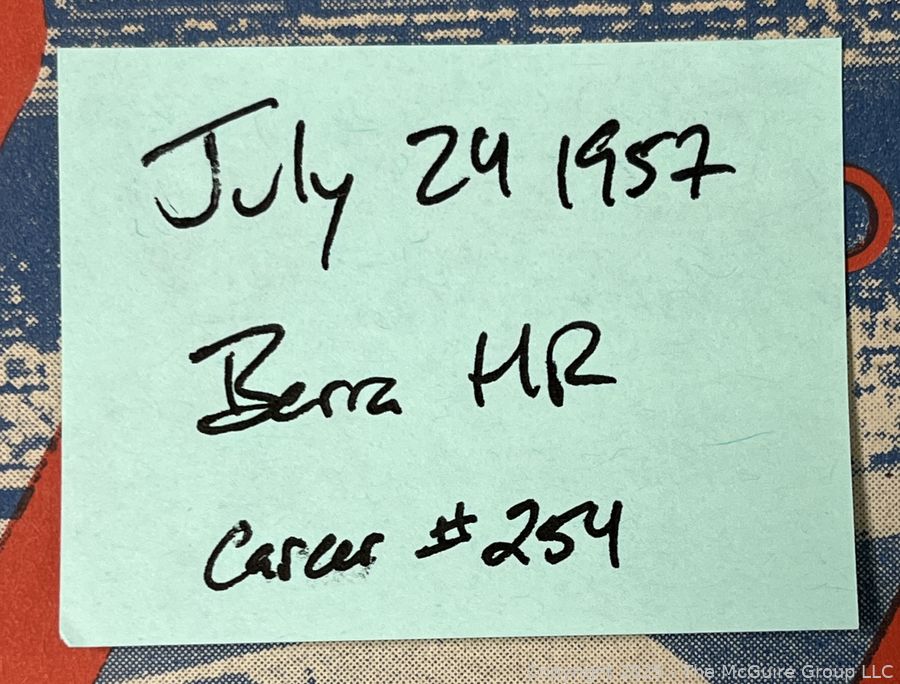 July 24 1957
Berra HR
Career #254
The McGuire Group LLC